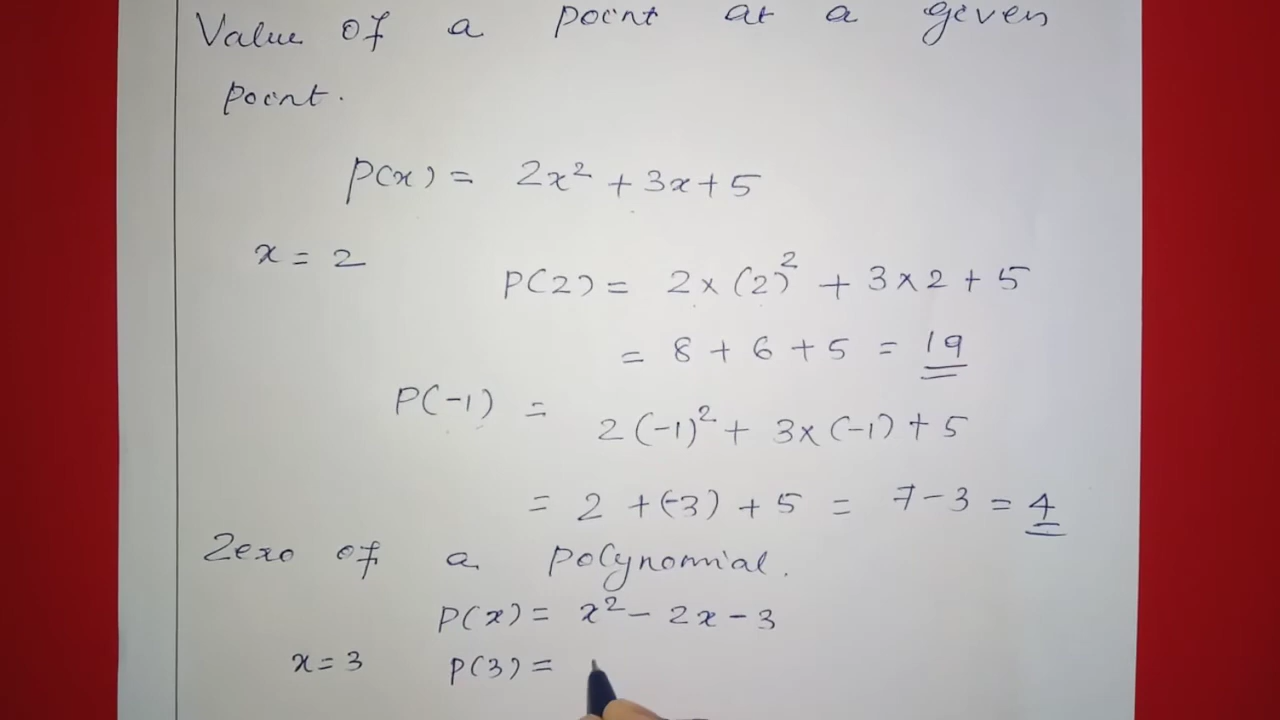 Value of a point at a given
point.
P(x) = 2x² + 3x + 5
x = 2
P(2) = 2 × (2)² + 3 × 2 + 5
= 8 + 6 + 5 = 19
P(-1) = 2(-1)² + 3×(-1) + 5
= 2 + (-3) + 5 = 7 - 3 = 4
Zero of a polynomial.
P(x) = x² - 2x - 3
x = 3 P(3) =